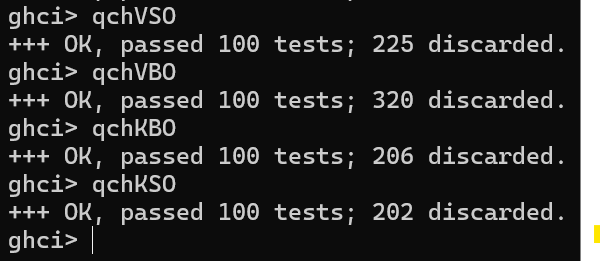 ghci> qchVSO
+++ OK, passed 100 tests; 225 discarded.
ghci> qchVBO
+++ OK, passed 100 tests; 320 discarded.
ghci> qchKBO
+++ OK, passed 100 tests; 206 discarded.
ghci> qchKSO
+++ OK, passed 100 tests; 202 discarded.
ghci>